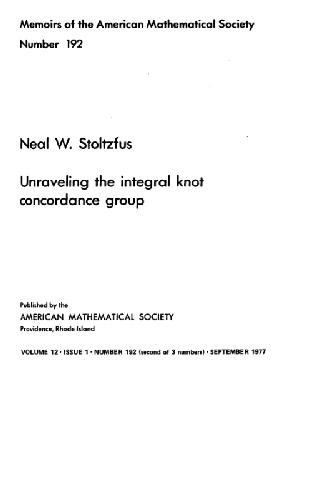 Memoirs of the American Mathematical Society
Number 192
Neal W. Stoltzfus
Unraveling the integral knot
concordance group
Published by the
AMERICAN MATHEMATICAL SOCIETY
Providence, Rhode Island
VOLUME 12 · ISSUE 1 · NUMBER 192 (second of 3 numbers) · SEPTEMBER 1977